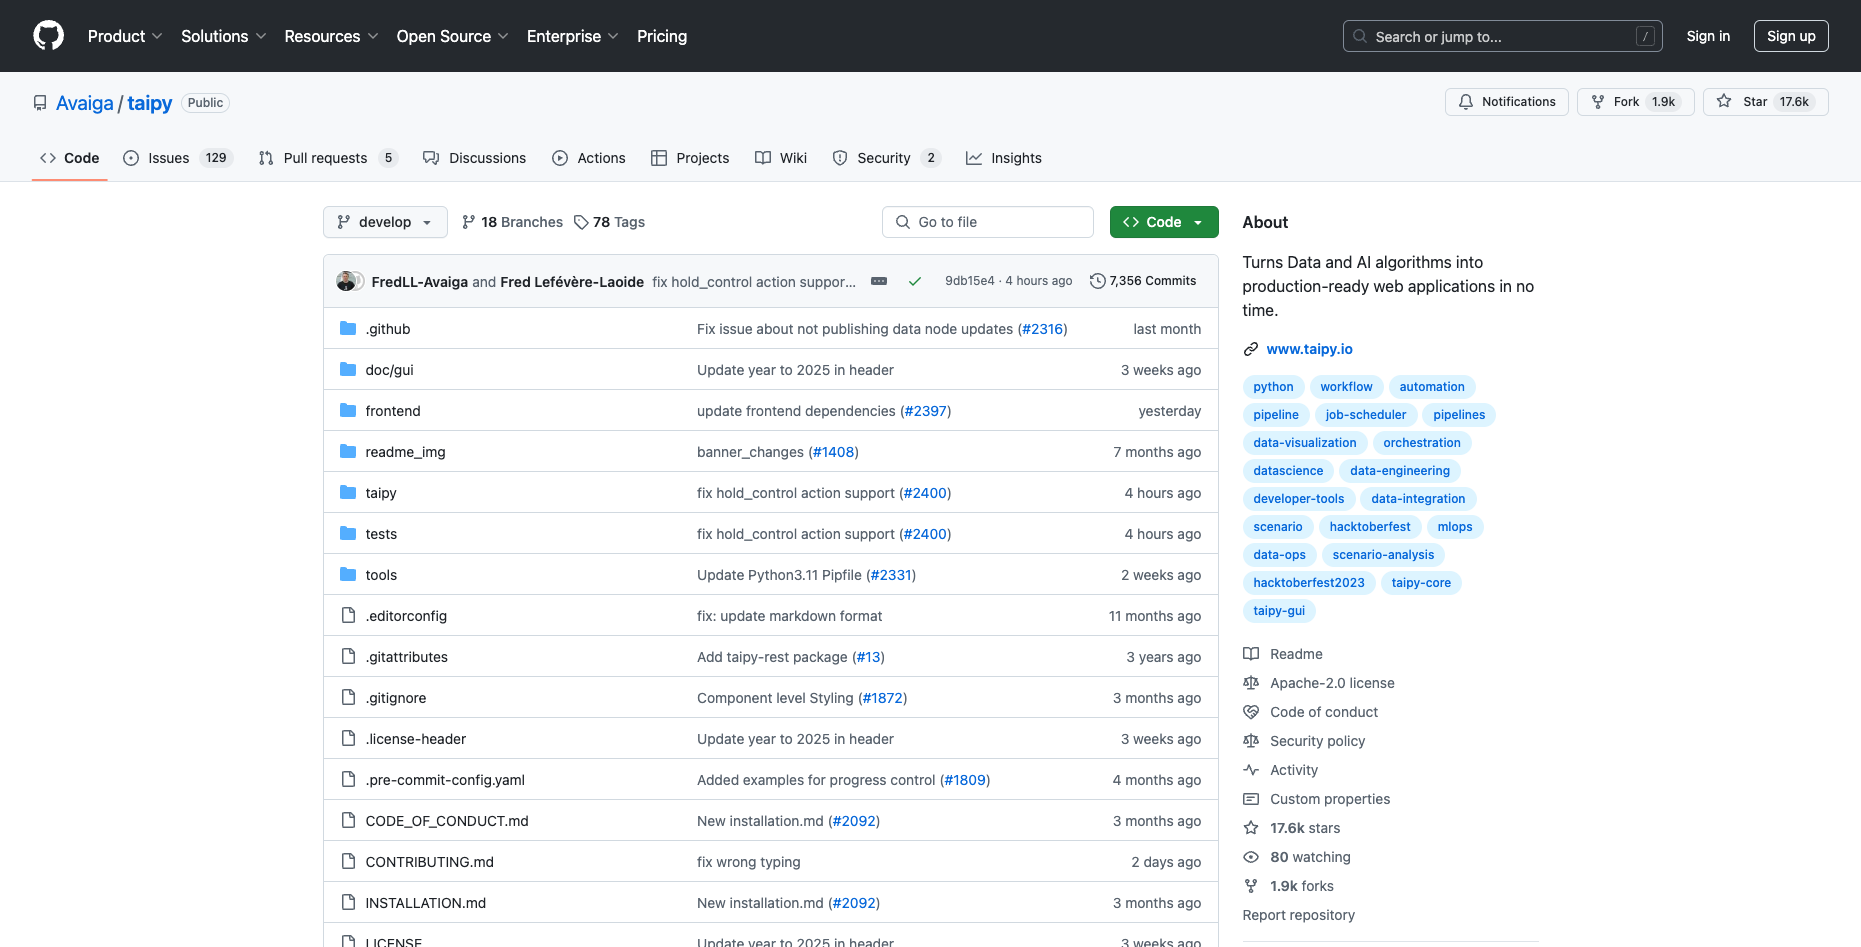 Product Solutions Resources Open Source Enterprise Pricing Search or jump to... / Sign in Sign up
Avaiga / taipy Public Notifications Fork 1.9k Star 17.6k
Code Issues 129 Pull requests 5 Discussions Actions Projects Wiki Security 2 Insights
develop 18 Branches 78 Tags Go to file Code
FredLL-Avaiga and Fred Lefévère-Laoide fix hold_control action suppor... 9db15e4 · 4 hours ago 7,356 Commits
.github Fix issue about not publishing data node updates (#2316) last month
doc/gui Update year to 2025 in header 3 weeks ago
frontend update frontend dependencies (#2397) yesterday
readme_img banner_changes (#1408) 7 months ago
taipy fix hold_control action support (#2400) 4 hours ago
tests fix hold_control action support (#2400) 4 hours ago
tools Update Python3.11 Pipfile (#2331) 2 weeks ago
.editorconfig fix: update markdown format 11 months ago
.gitattributes Add taipy-rest package (#13) 3 years ago
.gitignore Component level Styling (#1872) 3 months ago
.license-header Update year to 2025 in header 3 weeks ago
.pre-commit-config.yaml Added examples for progress control (#1809) 4 months ago
CODE_OF_CONDUCT.md New installation.md (#2092) 3 months ago
CONTRIBUTING.md fix wrong typing 2 days ago
INSTALLATION.md New installation.md (#2092) 3 months ago
LICENSE Update year to 2025 in header 3 weeks ago
About
Turns Data and AI algorithms into
production-ready web applications in no
time.
www.taipy.io
python workflow automation
pipeline job-scheduler pipelines
data-visualization orchestration
datascience data-engineering
developer-tools data-integration
scenario hacktoberfest mlops
data-ops scenario-analysis
hacktoberfest2023 taipy-core
taipy-gui
Readme
Apache-2.0 license
Code of conduct
Security policy
Activity
Custom properties
17.6k stars
80 watching
1.9k forks
Report repository